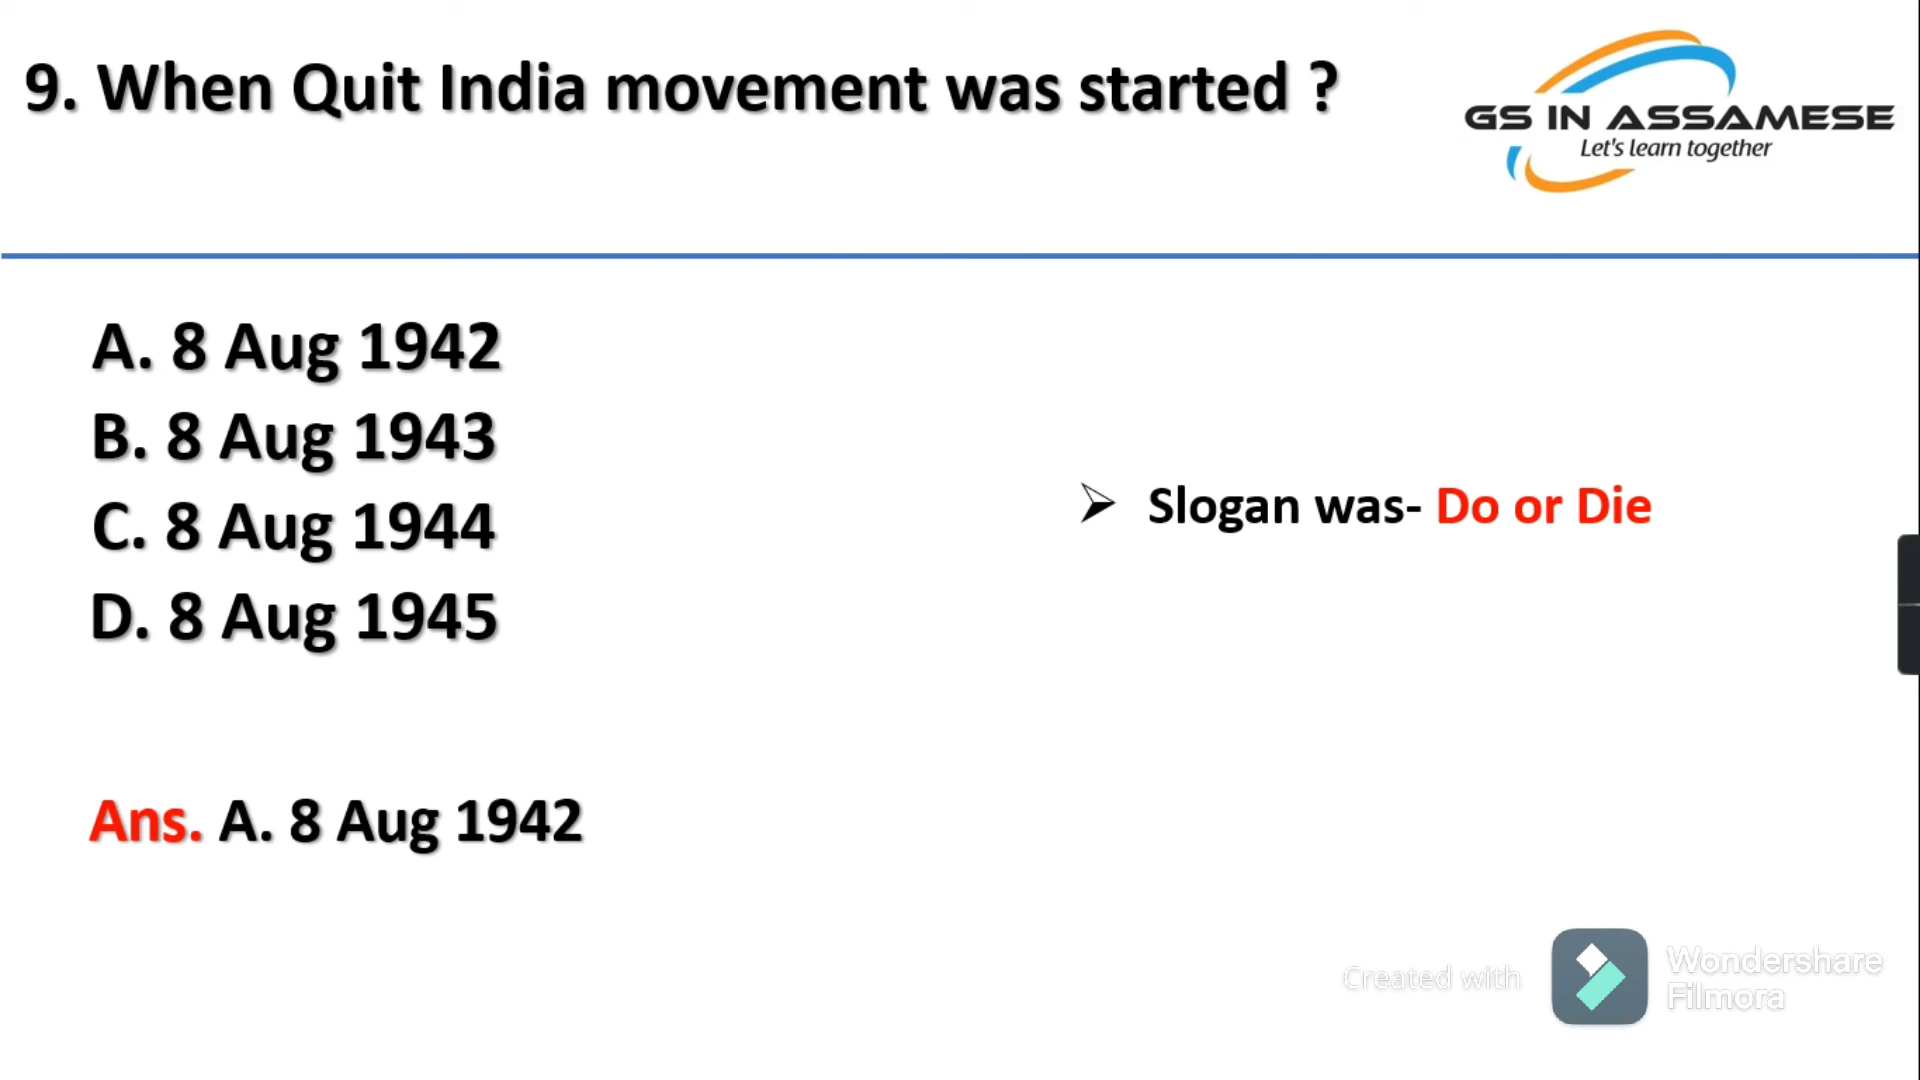 9. When Quit India movement was started ?
GS IN ASSAMESE
Let's learn together
A. 8 Aug 1942
B. 8 Aug 1943
C. 8 Aug 1944
D. 8 Aug 1945
➢ Slogan was- Do or Die
Ans. A. 8 Aug 1942
Created with
Wondershare
Filmora